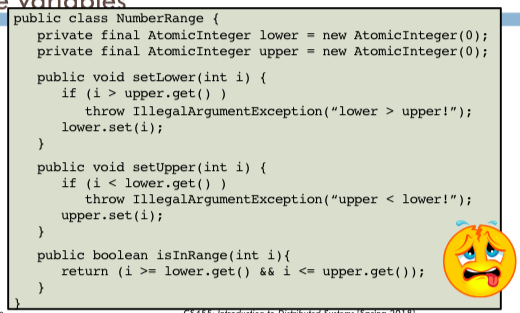 e Variables
public class NumberRange {
private final AtomicInteger lower = new AtomicInteger(0);
private final AtomicInteger upper = new AtomicInteger(0);
public void setLower(int i) {
if (i > upper.get() )
throw IllegalArgumentException(“lower > upper!”);
lower.set(i);
}
public void setUpper(int i) {
if (i < lower.get() )
throw IllegalArgumentException(“upper < lower!”);
upper.set(i);
}
public boolean isInRange(int i){
return (i >= lower.get() && i <= upper.get());
}
}
CS455: Introduction to Distributed Systems [Spring 2018]